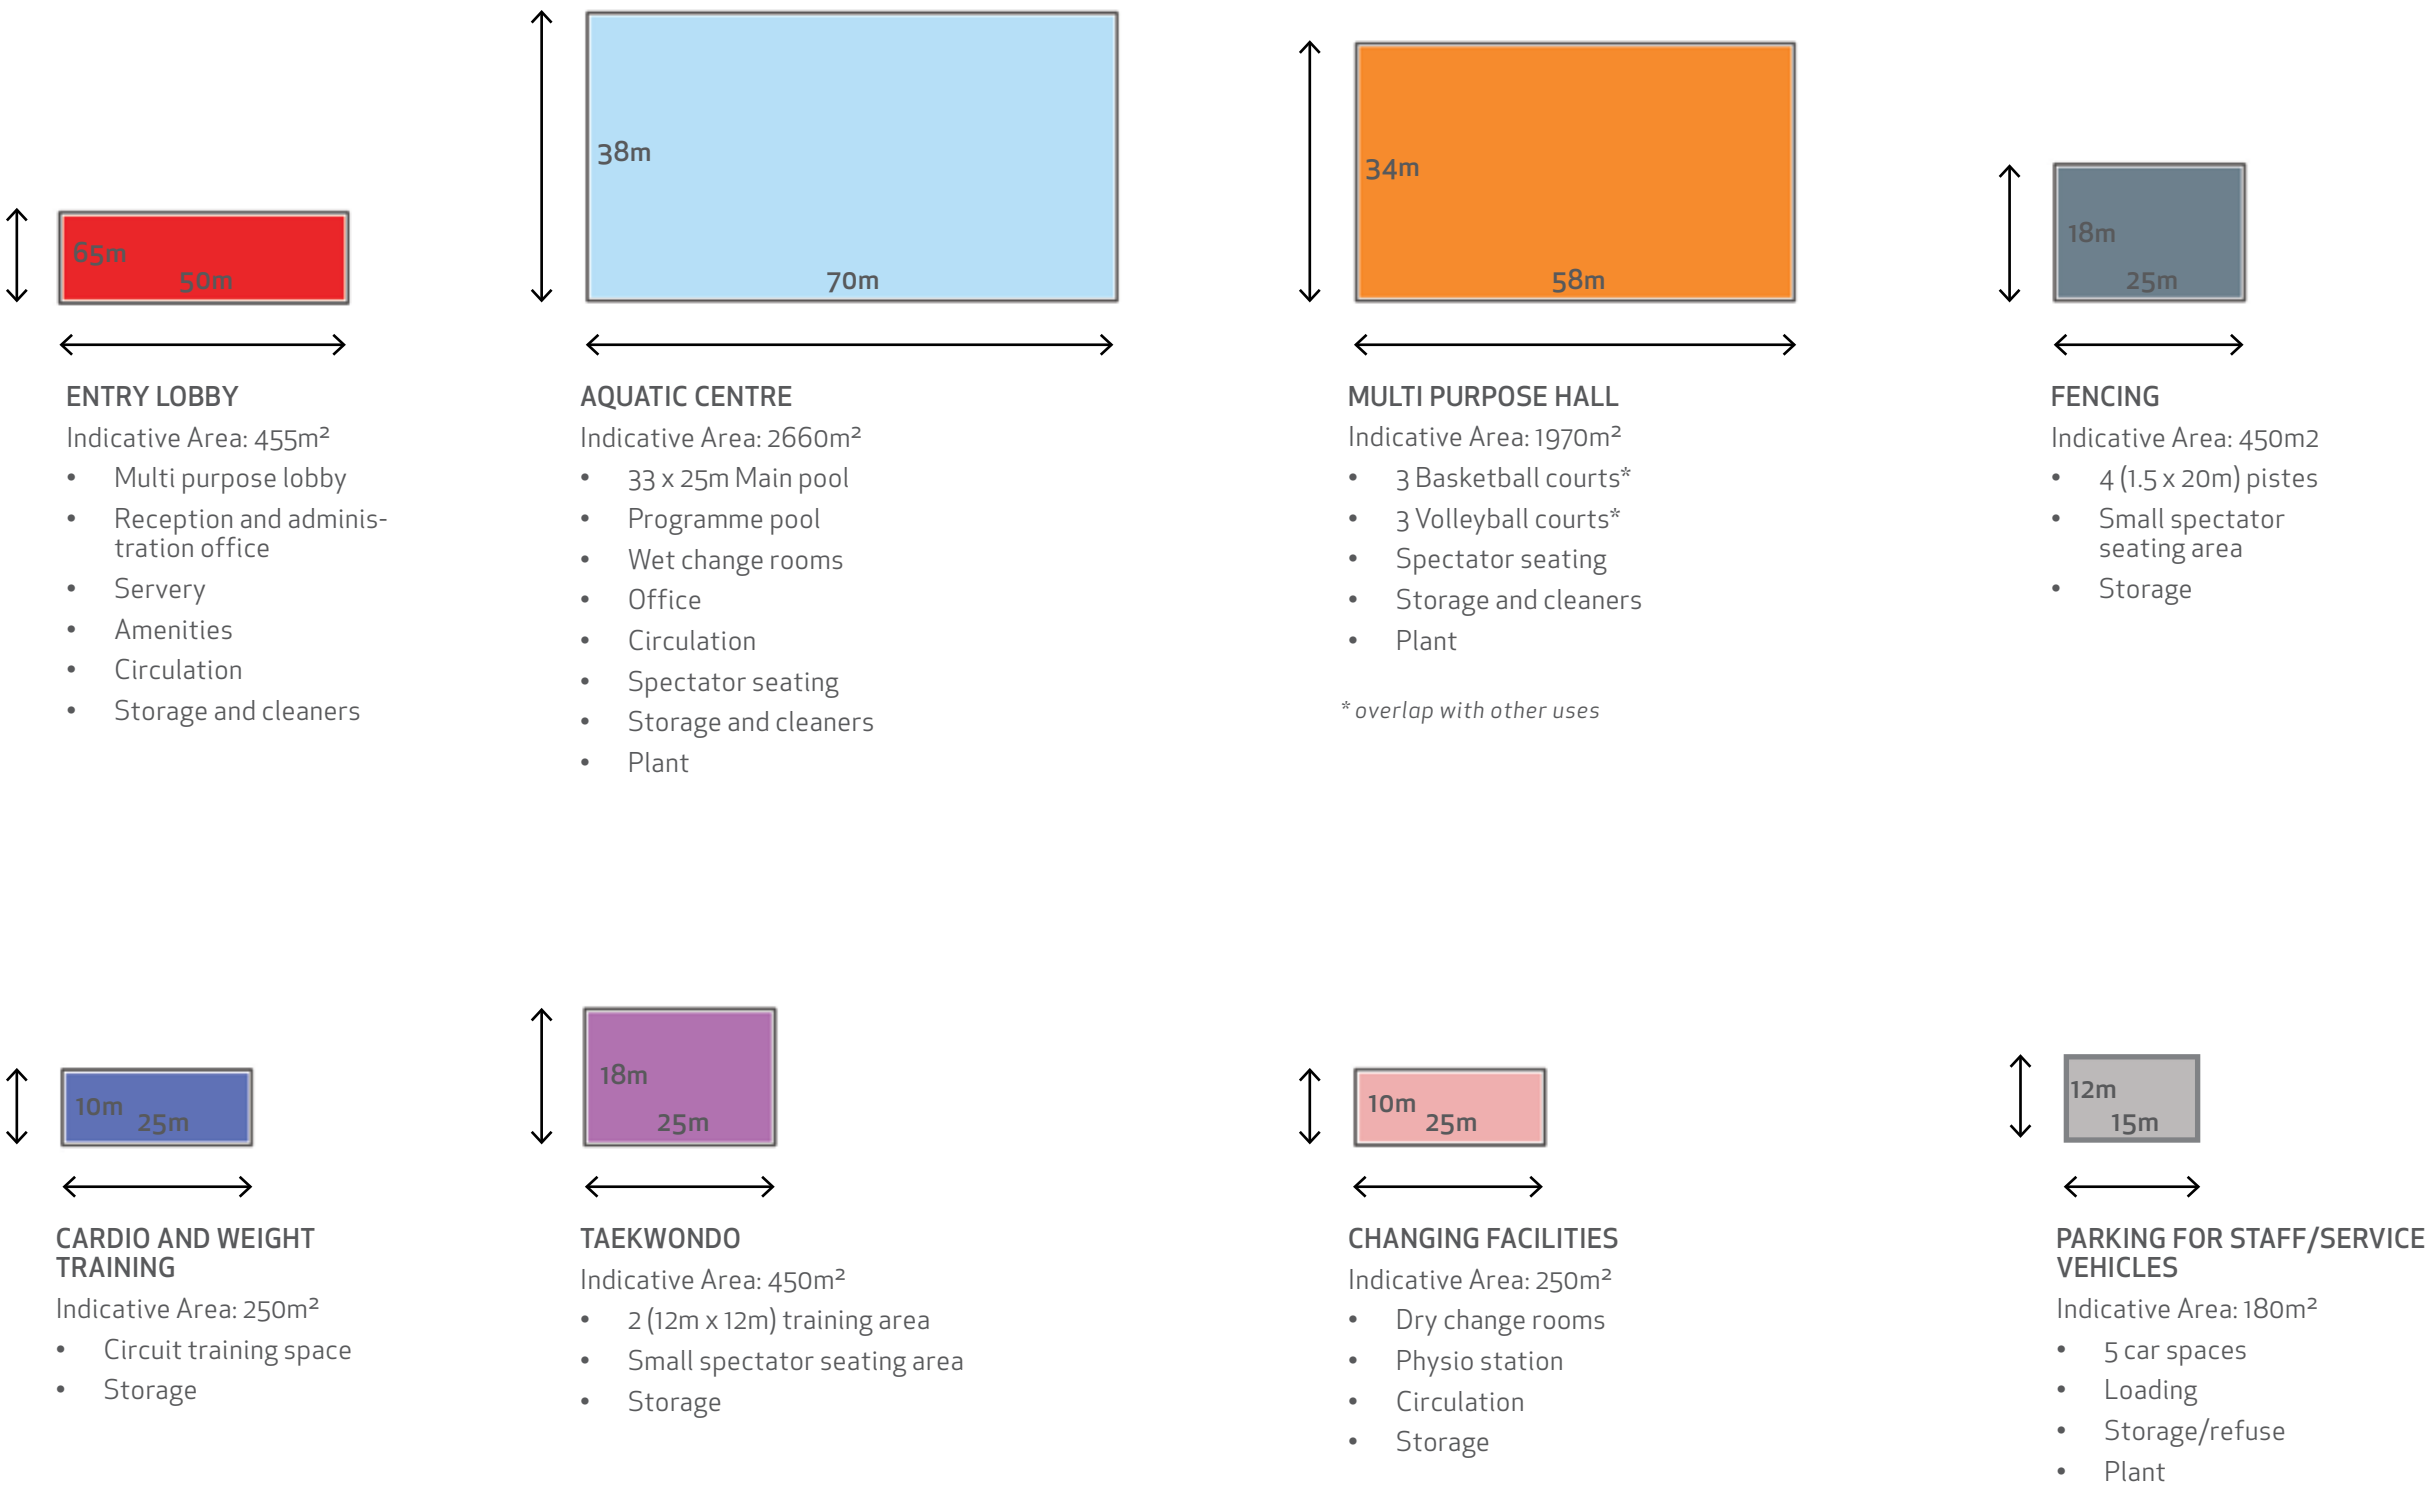 65m
50m
ENTRY LOBBY
Indicative Area: 455m²
• Multi purpose lobby
• Reception and adminis-
tration office
• Servery
• Amenities
• Circulation
• Storage and cleaners
38m
70m
AQUATIC CENTRE
Indicative Area: 2660m²
• 33 x 25m Main pool
• Programme pool
• Wet change rooms
• Office
• Circulation
• Spectator seating
• Storage and cleaners
• Plant
34m
58m
MULTI PURPOSE HALL
Indicative Area: 1970m²
• 3 Basketball courts*
• 3 Volleyball courts*
• Spectator seating
• Storage and cleaners
• Plant
* overlap with other uses
18m
25m
FENCING
Indicative Area: 450m2
• 4 (1.5 x 20m) pistes
• Small spectator
seating area
• Storage
10m
25m
CARDIO AND WEIGHT
TRAINING
Indicative Area: 250m²
• Circuit training space
• Storage
18m
25m
TAEKWONDO
Indicative Area: 450m²
• 2 (12m x 12m) training area
• Small spectator seating area
• Storage
10m
25m
CHANGING FACILITIES
Indicative Area: 250m²
• Dry change rooms
• Physio station
• Circulation
• Storage
12m
15m
PARKING FOR STAFF/SERVICE
VEHICLES
Indicative Area: 180m²
• 5 car spaces
• Loading
• Storage/refuse
• Plant